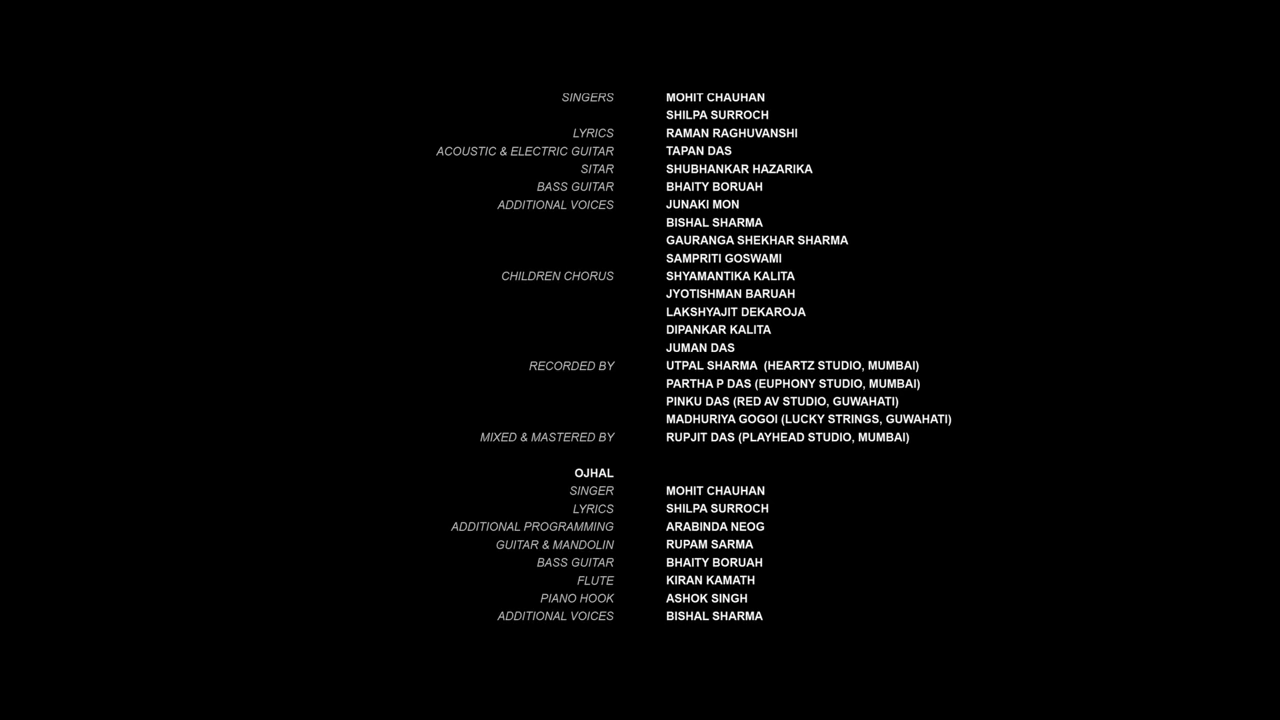 SINGERS MOHIT CHAUHAN
SHILPA SURROCH
LYRICS RAMAN RAGHUVANSHI
ACOUSTIC & ELECTRIC GUITAR TAPAN DAS
SITAR SHUBHANKAR HAZARIKA
BASS GUITAR BHAITY BORUAH
ADDITIONAL VOICES JUNAKI MON
BISHAL SHARMA
GAURANGA SHEKHAR SHARMA
SAMPRITI GOSWAMI
CHILDREN CHORUS SHYAMANTIKA KALITA
JYOTISHMAN BARUAH
LAKSHYAJIT DEKAROJA
DIPANKAR KALITA
JUMAN DAS
RECORDED BY UTPAL SHARMA (HEARTZ STUDIO, MUMBAI)
PARTHA P DAS (EUPHONY STUDIO, MUMBAI)
PINKU DAS (RED AV STUDIO, GUWAHATI)
MADHURIYA GOGOI (LUCKY STRINGS, GUWAHATI)
MIXED & MASTERED BY RUPJIT DAS (PLAYHEAD STUDIO, MUMBAI)
OJHAL
SINGER MOHIT CHAUHAN
LYRICS SHILPA SURROCH
ADDITIONAL PROGRAMMING ARABINDA NEOG
GUITAR & MANDOLIN RUPAM SARMA
BASS GUITAR BHAITY BORUAH
FLUTE KIRAN KAMATH
PIANO HOOK ASHOK SINGH
ADDITIONAL VOICES BISHAL SHARMA